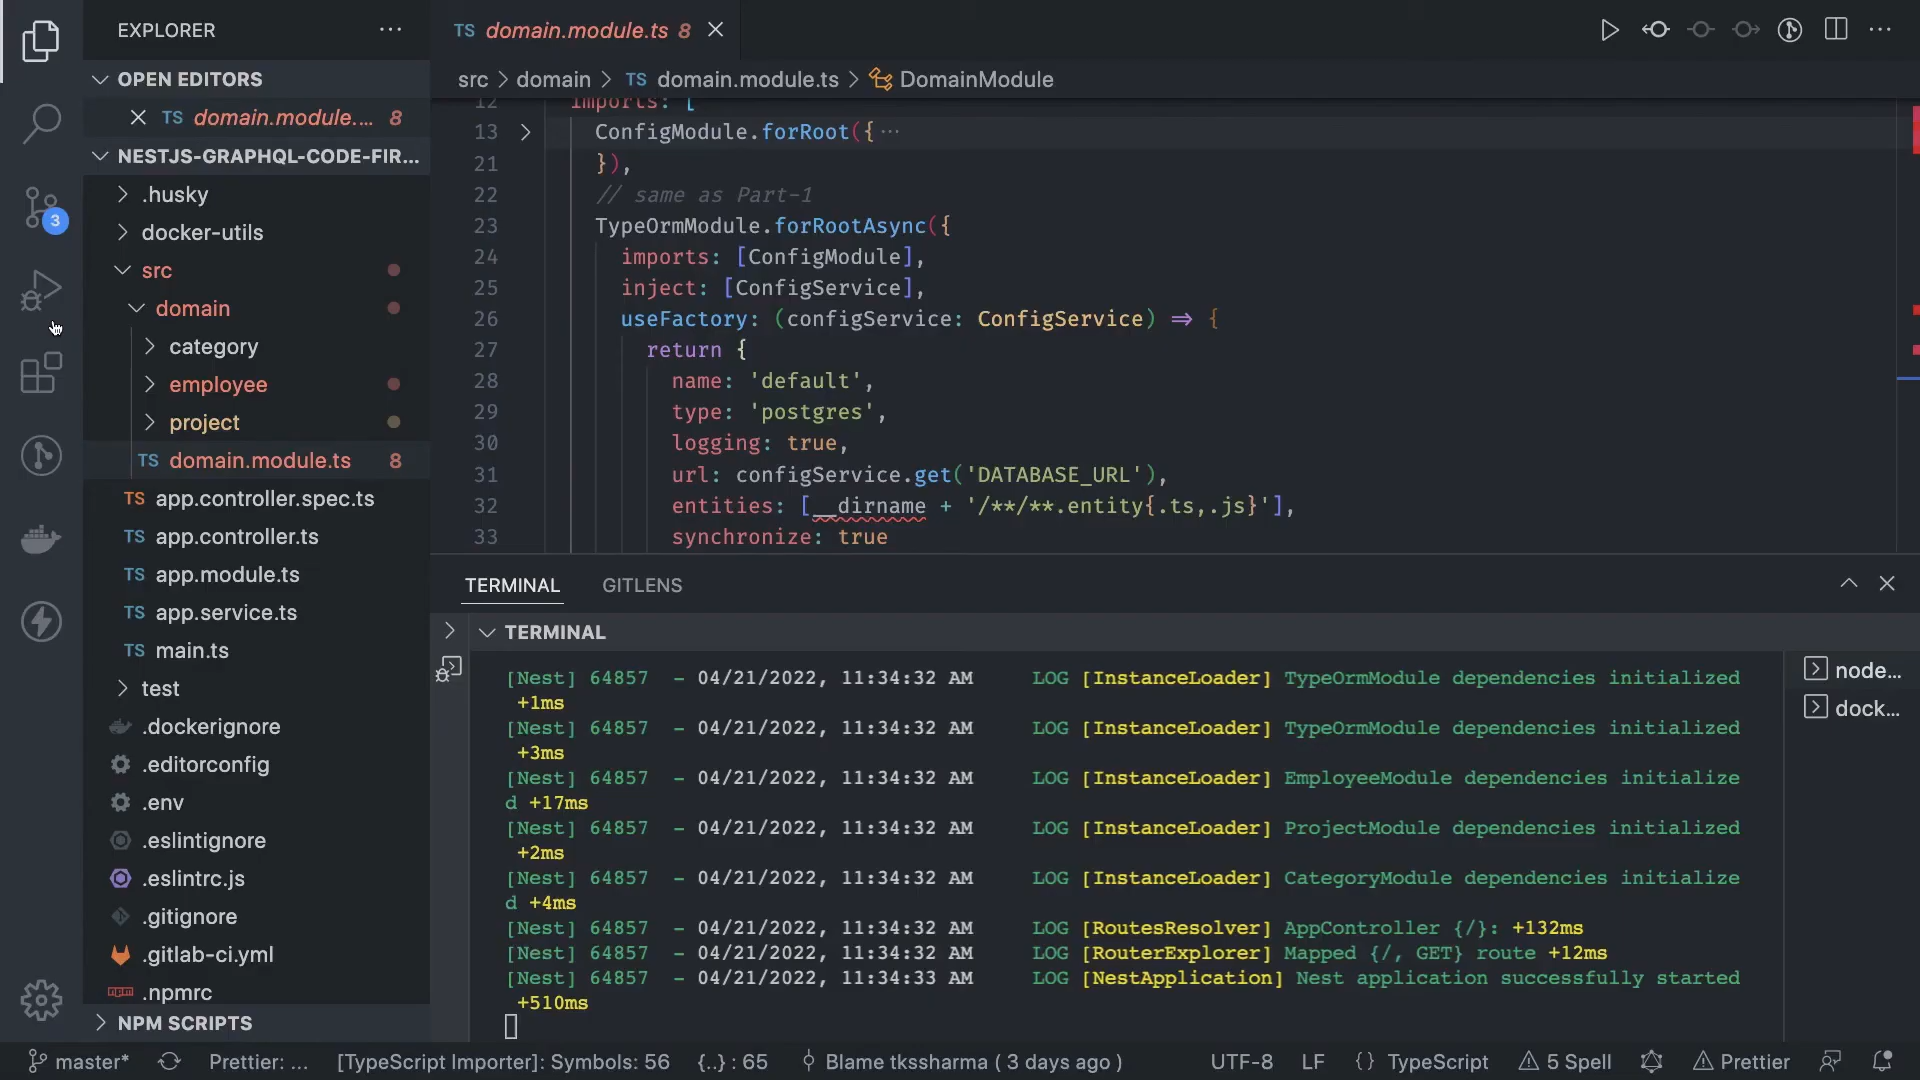 EXPLORER
OPEN EDITORS
TS domain.module.... 8
NESTJS-GRAPHQL-CODE-FIR...
.husky
docker-utils
src
domain
category
employee
project
TS domain.module.ts 8
TS app.controller.spec.ts
TS app.controller.ts
TS app.module.ts
TS app.service.ts
TS main.ts
test
.dockerignore
.editorconfig
.env
.eslintignore
.eslintrc.js
.gitignore
.gitlab-ci.yml
.npmrc
NPM SCRIPTS
3
TS domain.module.ts 8
src > domain > TS domain.module.ts > DomainModule
12 imports: [
13 ConfigModule.forRoot({ ...
21 }),
22 // same as Part-1
23 TypeOrmModule.forRootAsync({
24 imports: [ConfigModule],
25 inject: [ConfigService],
26 useFactory: (configService: ConfigService) => {
27 return {
28 name: 'default',
29 type: 'postgres',
30 logging: true,
31 url: configService.get('DATABASE_URL'),
32 entities: [__dirname + '/**/**.entity{.ts,.js}'],
33 synchronize: true
TERMINAL GITLENS
TERMINAL
[Nest] 64857 - 04/21/2022, 11:34:32 AM LOG [InstanceLoader] TypeOrmModule dependencies initialized
+1ms
[Nest] 64857 - 04/21/2022, 11:34:32 AM LOG [InstanceLoader] TypeOrmModule dependencies initialized
+3ms
[Nest] 64857 - 04/21/2022, 11:34:32 AM LOG [InstanceLoader] EmployeeModule dependencies initialize
d +17ms
[Nest] 64857 - 04/21/2022, 11:34:32 AM LOG [InstanceLoader] ProjectModule dependencies initialized
+2ms
[Nest] 64857 - 04/21/2022, 11:34:32 AM LOG [InstanceLoader] CategoryModule dependencies initialize
d +4ms
[Nest] 64857 - 04/21/2022, 11:34:32 AM LOG [RoutesResolver] AppController {/}: +132ms
[Nest] 64857 - 04/21/2022, 11:34:32 AM LOG [RouterExplorer] Mapped {/, GET} route +12ms
[Nest] 64857 - 04/21/2022, 11:34:33 AM LOG [NestApplication] Nest application successfully started
+510ms
node...
dock...
master* Prettier: ... [TypeScript Importer]: Symbols: 56 {..} : 65 Blame tkssharma ( 3 days ago ) UTF-8 LF {} TypeScript 5 Spell Prettier